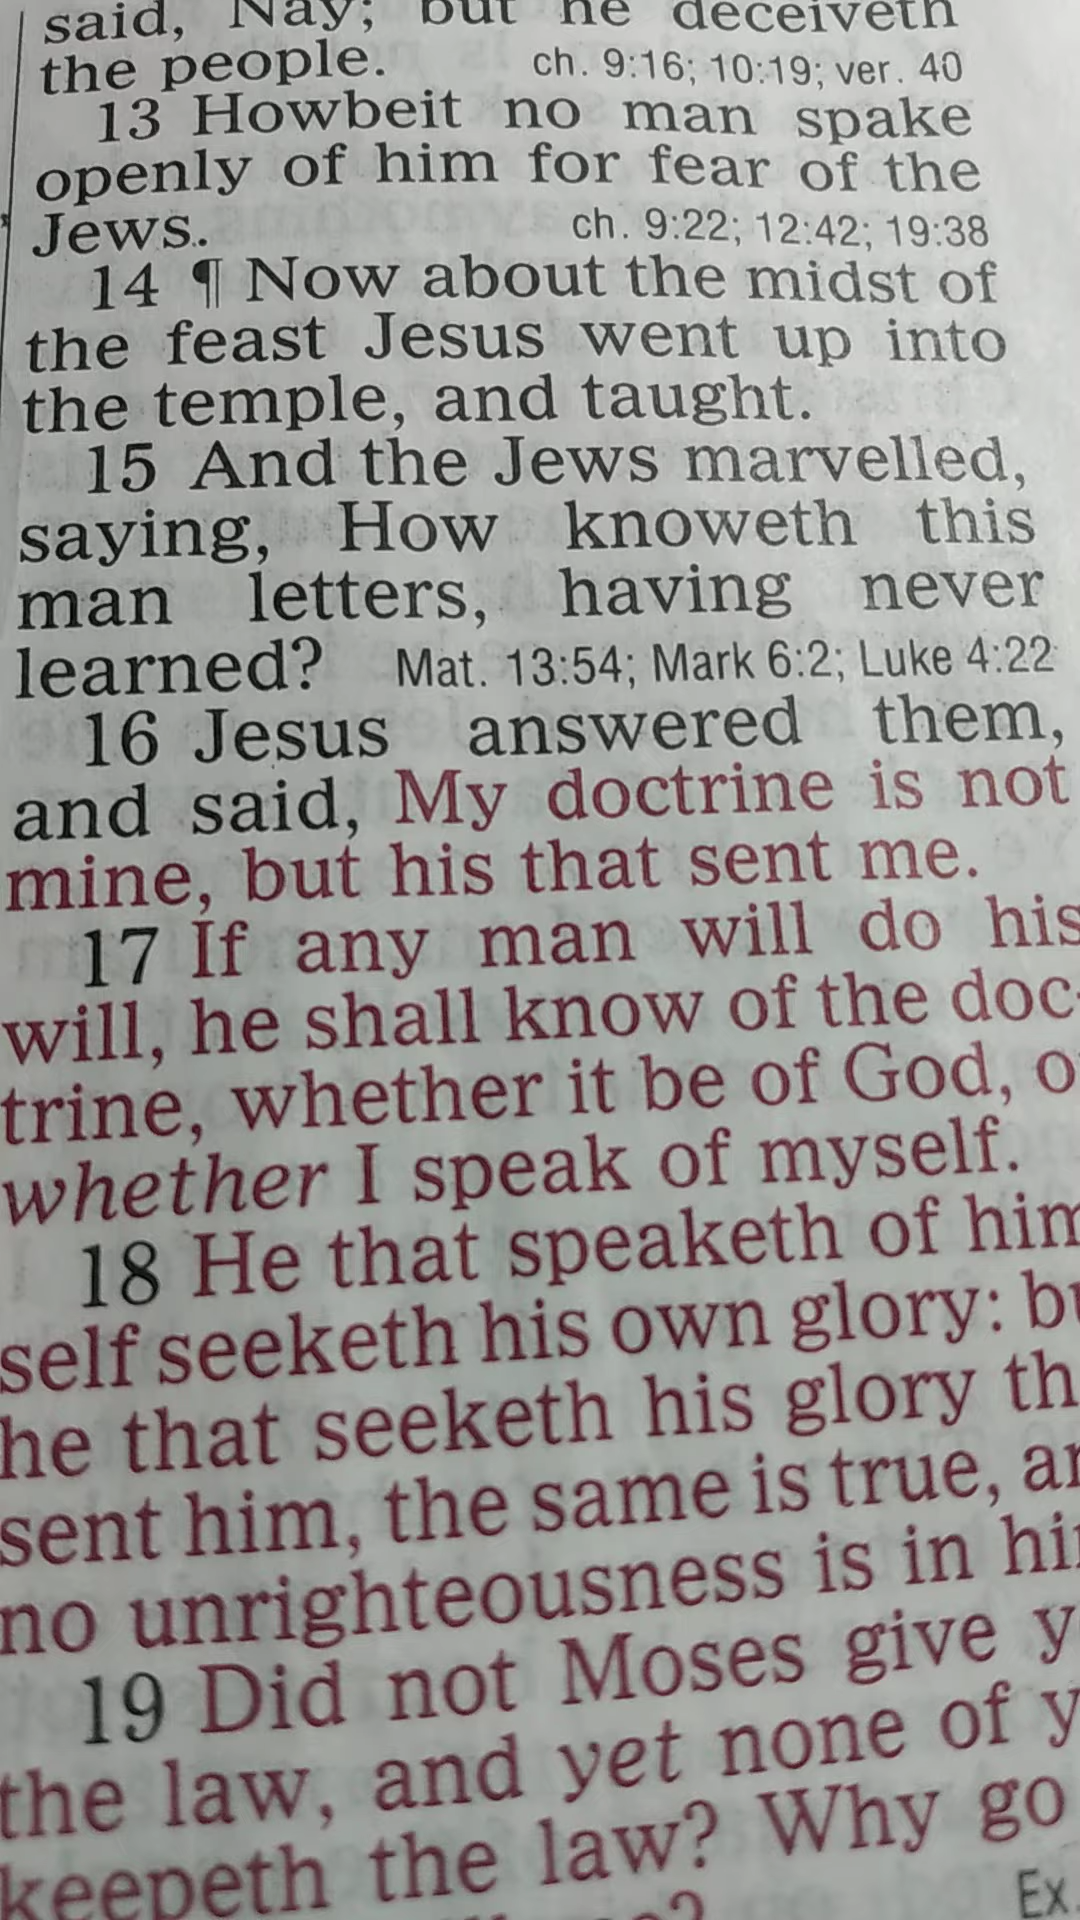 said, Nay; but he deceiveth
the people. ch. 9:16; 10:19; ver. 40
13 Howbeit no man spake
openly of him for fear of the
Jews. ch. 9:22; 12:42; 19:38
14 ¶ Now about the midst of
the feast Jesus went up into
the temple, and taught.
15 And the Jews marvelled,
saying, How knoweth this
man letters, having never
learned? Mat. 13:54; Mark 6:2; Luke 4:22
16 Jesus answered them,
and said, My doctrine is not
mine, but his that sent me.
17 If any man will do his
will, he shall know of the doc-
trine, whether it be of God, o
whether I speak of myself.
18 He that speaketh of him
self seeketh his own glory: bu
he that seeketh his glory th
sent him, the same is true, an
no unrighteousness is in hi
19 Did not Moses give y
the law, and yet none of y
keepeth the law? Why go
Ex.